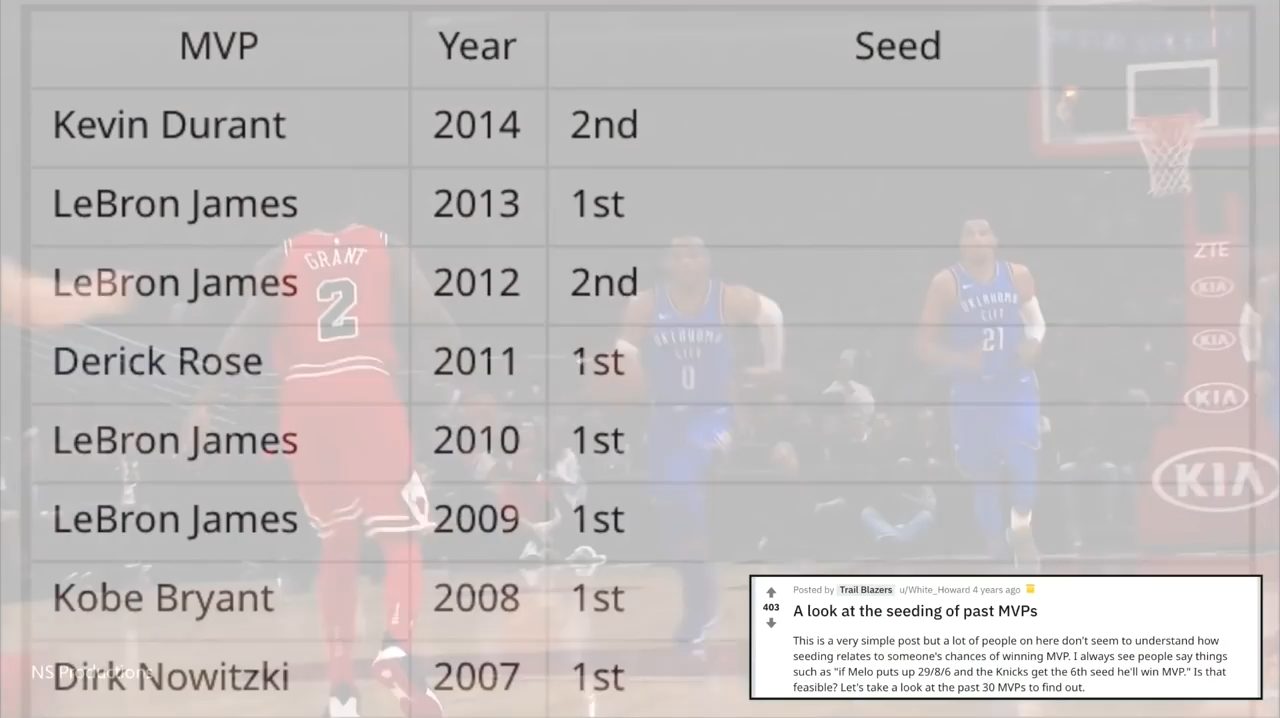 MVP Year Seed
Kevin Durant 2014 2nd
LeBron James 2013 1st
LeBron James 2012 2nd
Derick Rose 2011 1st
LeBron James 2010 1st
LeBron James 2009 1st
Kobe Bryant 2008 1st
Dirk Nowitzki 2007 1st
GRANT
2
OKLAHOMA
CITY
0
OKLAHOMA
CITY
21
ZTE
KIA
KIA
KIA
KIA
NS Productions
Posted by Trail Blazers u/White_Howard 4 years ago
403
A look at the seeding of past MVPs
This is a very simple post but a lot of people on here don't seem to understand how
seeding relates to someone's chances of winning MVP. I always see people say things
such as "if Melo puts up 29/8/6 and the Knicks get the 6th seed he'll win MVP." Is that
feasible? Let's take a look at the past 30 MVPs to find out.